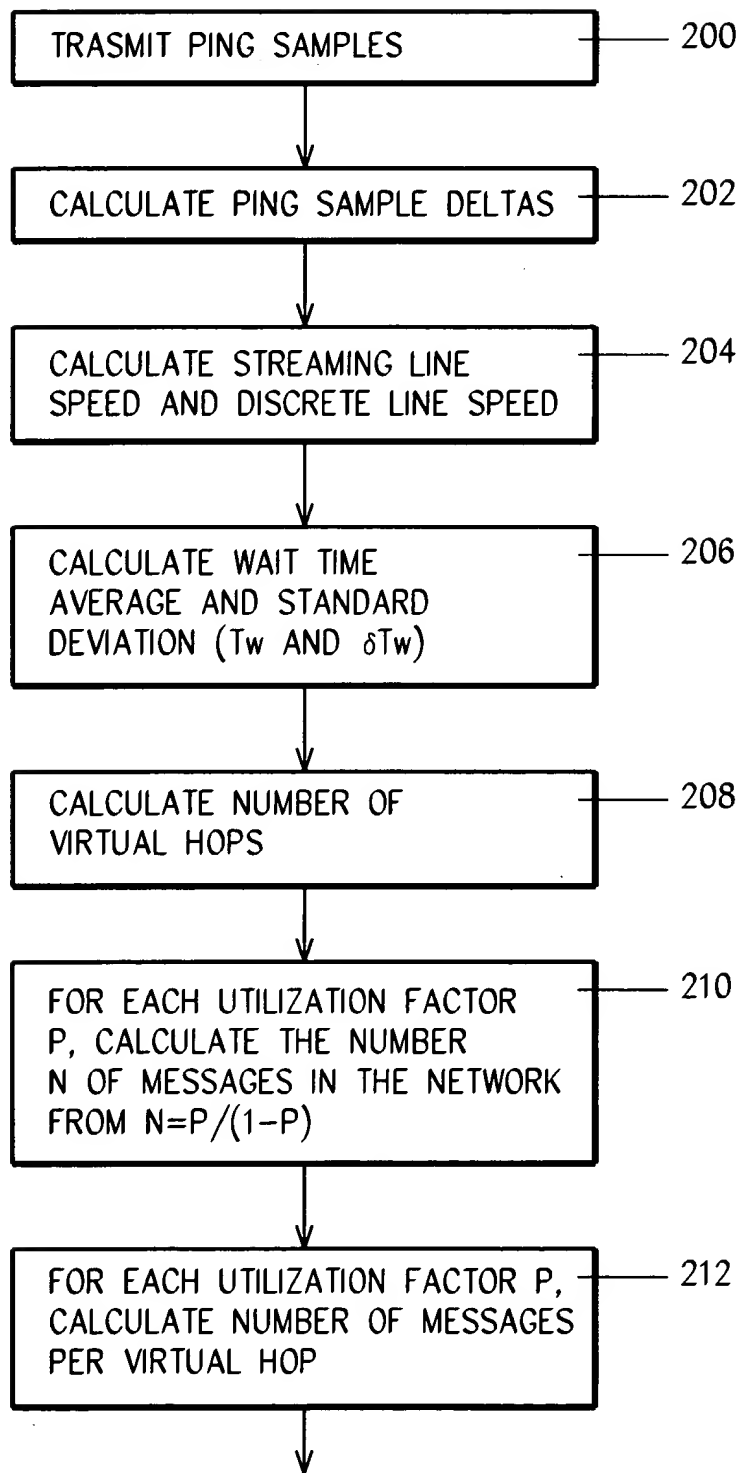 TRASMIT PING SAMPLES
200
CALCULATE PING SAMPLE DELTAS
202
CALCULATE STREAMING LINE
SPEED AND DISCRETE LINE SPEED
204
CALCULATE WAIT TIME
AVERAGE AND STANDARD
DEVIATION (Tw AND δTw)
206
CALCULATE NUMBER OF
VIRTUAL HOPS
208
FOR EACH UTILIZATION FACTOR
P, CALCULATE THE NUMBER
N OF MESSAGES IN THE NETWORK
FROM N=P/(1-P)
210
FOR EACH UTILIZATION FACTOR P,
CALCULATE NUMBER OF MESSAGES
PER VIRTUAL HOP
212